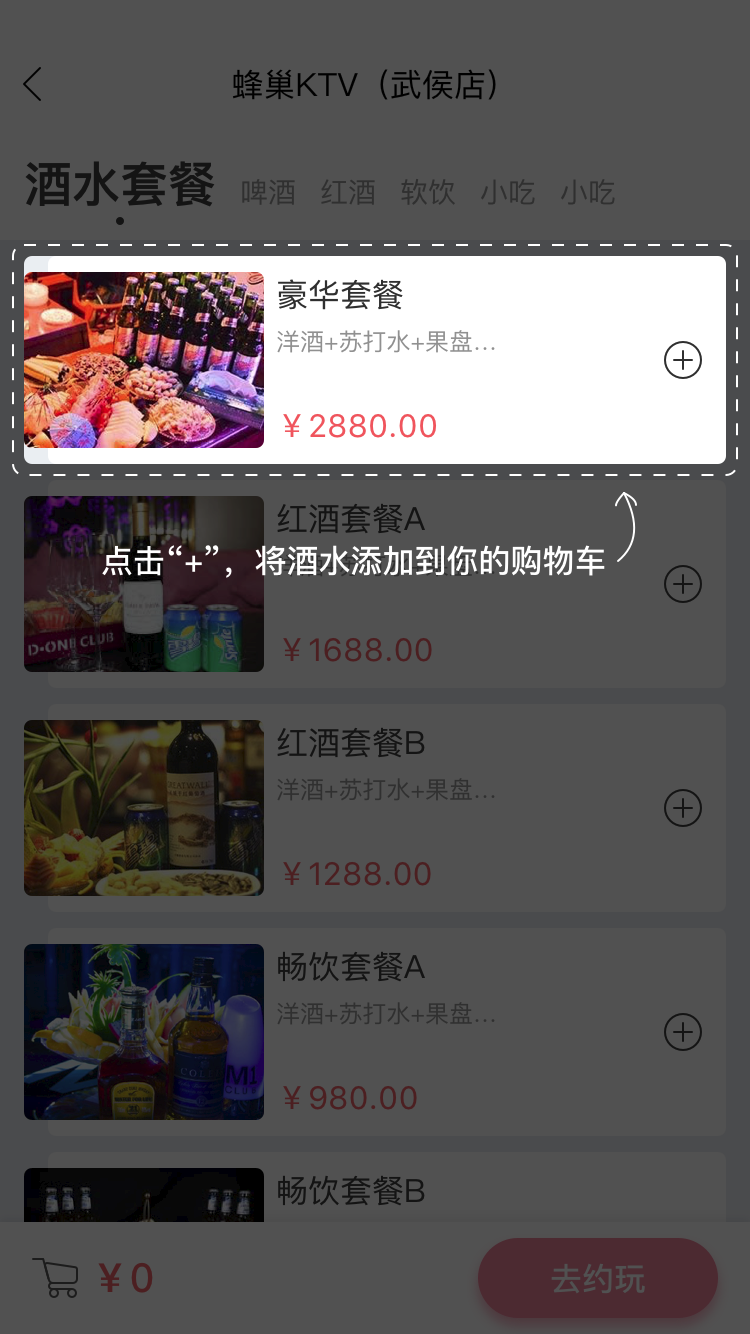 蜂巢KTV（武侯店）
酒水套餐 啤酒 红酒 软饮 小吃 小吃
豪华套餐
洋酒+苏打水+果盘...
￥2880.00
红酒套餐A
点击“+”，将酒水添加到你的购物车
D·ONE CLUB
￥1688.00
红酒套餐B
洋酒+苏打水+果盘...
￥1288.00
畅饮套餐A
洋酒+苏打水+果盘...
M1
CLUB
￥980.00
畅饮套餐B
￥0
去约玩